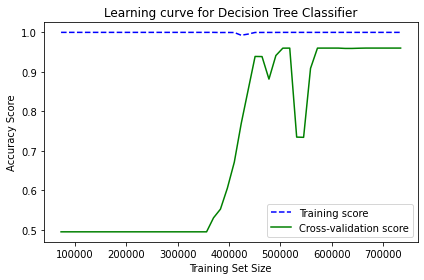 Learning curve for Decision Tree Classifier
Accuracy Score
1.0
0.9
0.8
0.7
0.6
0.5
Training score
Cross-validation score
100000 200000 300000 400000 500000 600000 700000
Training Set Size